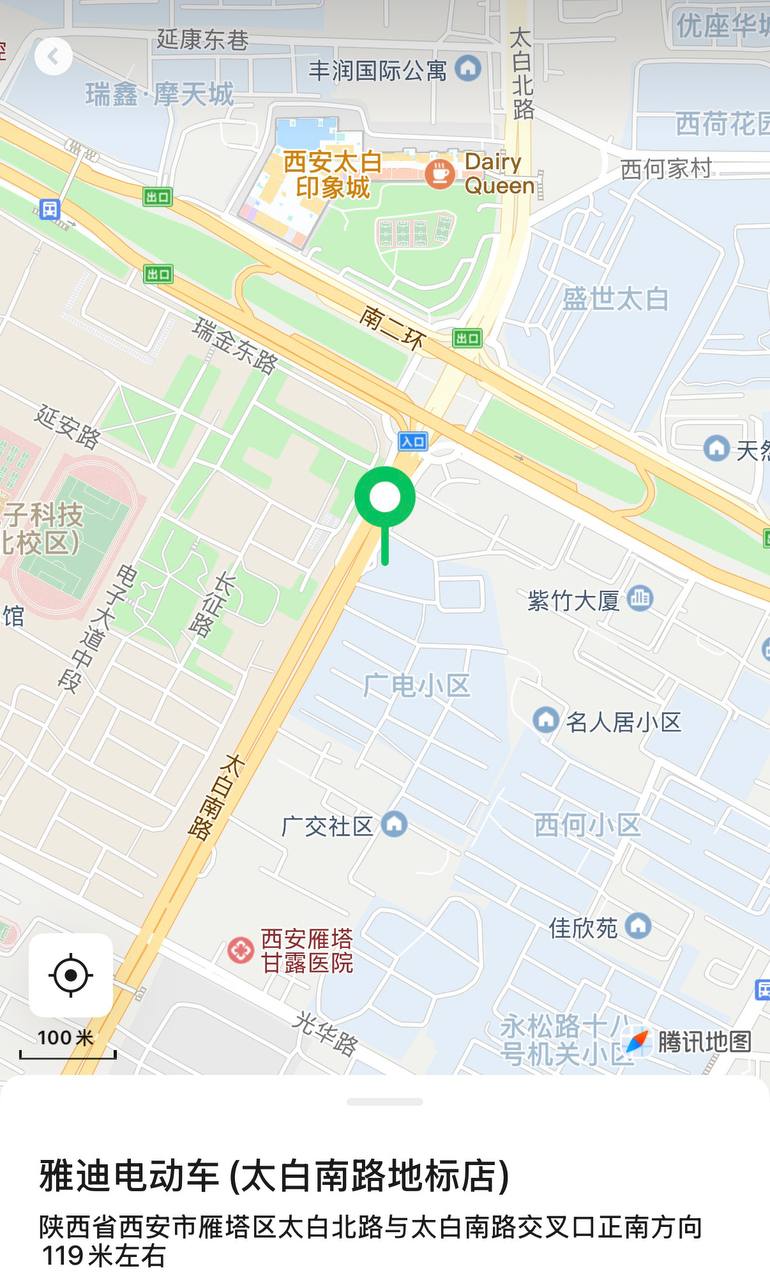 延康东巷
太白北路
优座华城
丰润国际公寓
瑞鑫·摩天城
西荷花园
西安太白
印象城
Dairy
Queen
西何家村
出口
盛世太白
出口
南二环
出口
瑞金东路
延安路
入口
天然
子科技
北校区)
电子大道中段
长征路
馆
紫竹大厦
广电小区
名人居小区
太白南路
广交社区
西何小区
西安雁塔
甘露医院
佳欣苑
光华路
永松路十八
号机关小区
腾讯地图
100米
雅迪电动车 (太白南路地标店)
陕西省西安市雁塔区太白北路与太白南路交叉口正南方向
119米左右